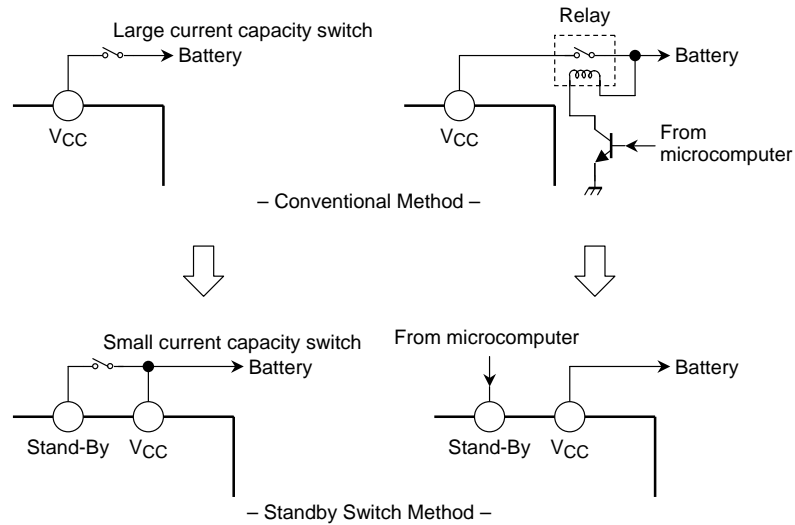 Large current capacity switch
Battery
VCC
Relay
Battery
VCC
From
microcomputer
– Conventional Method –
Small current capacity switch
Battery
Stand-By VCC
From microcomputer
Battery
Stand-By VCC
– Standby Switch Method –